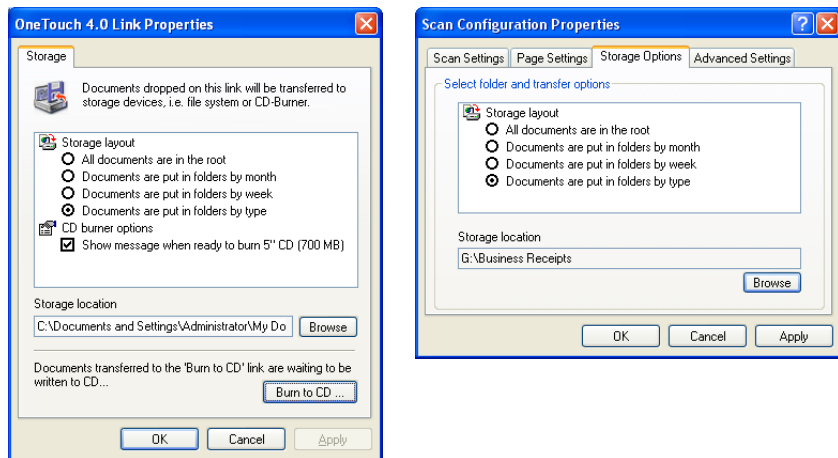 OneTouch 4.0 Link Properties
Storage
Documents dropped on this link will be transferred to
storage devices, i.e. file system or CD-Burner.
Storage layout
All documents are in the root
Documents are put in folders by month
Documents are put in folders by week
Documents are put in folders by type
CD burner options
Show message when ready to burn 5" CD (700 MB)
Storage location
C:\Documents and Settings\Administrator\My Do
Browse
Documents transferred to the 'Burn to CD' link are waiting to be
written to CD...
Burn to CD ...
OK Cancel Apply
Scan Configuration Properties
Scan Settings Page Settings Storage Options Advanced Settings
Select folder and transfer options
Storage layout
All documents are in the root
Documents are put in folders by month
Documents are put in folders by week
Documents are put in folders by type
Storage location
G:\Business Receipts
Browse
OK Cancel Apply